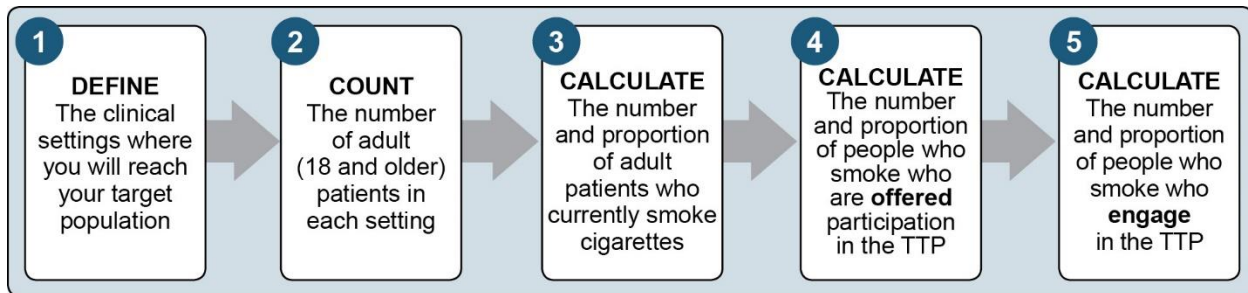 1
DEFINE
The clinical
settings where
you will reach
your target
population
2
COUNT
The number
of adult
(18 and older)
patients in
each setting
3
CALCULATE
The number
and proportion
of adult
patients who
currently smoke
cigarettes
4
CALCULATE
The number
and proportion
of people who
smoke who
are offered
participation
in the TTP
5
CALCULATE
The number
and proportion
of people who
smoke who
engage
in the TTP